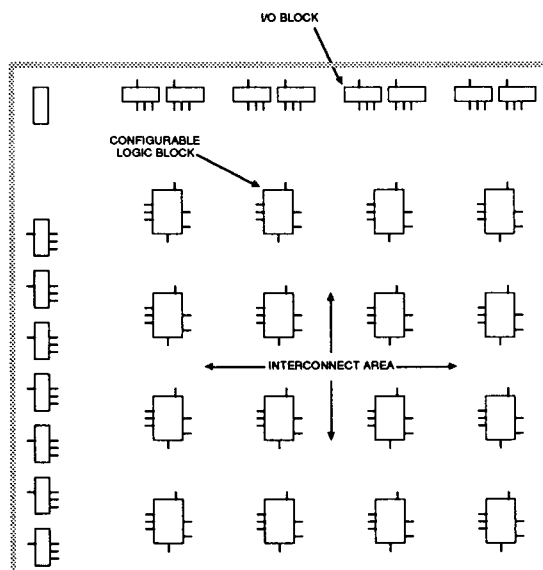 I/O BLOCK
CONFIGURABLE
LOGIC BLOCK
INTERCONNECT AREA